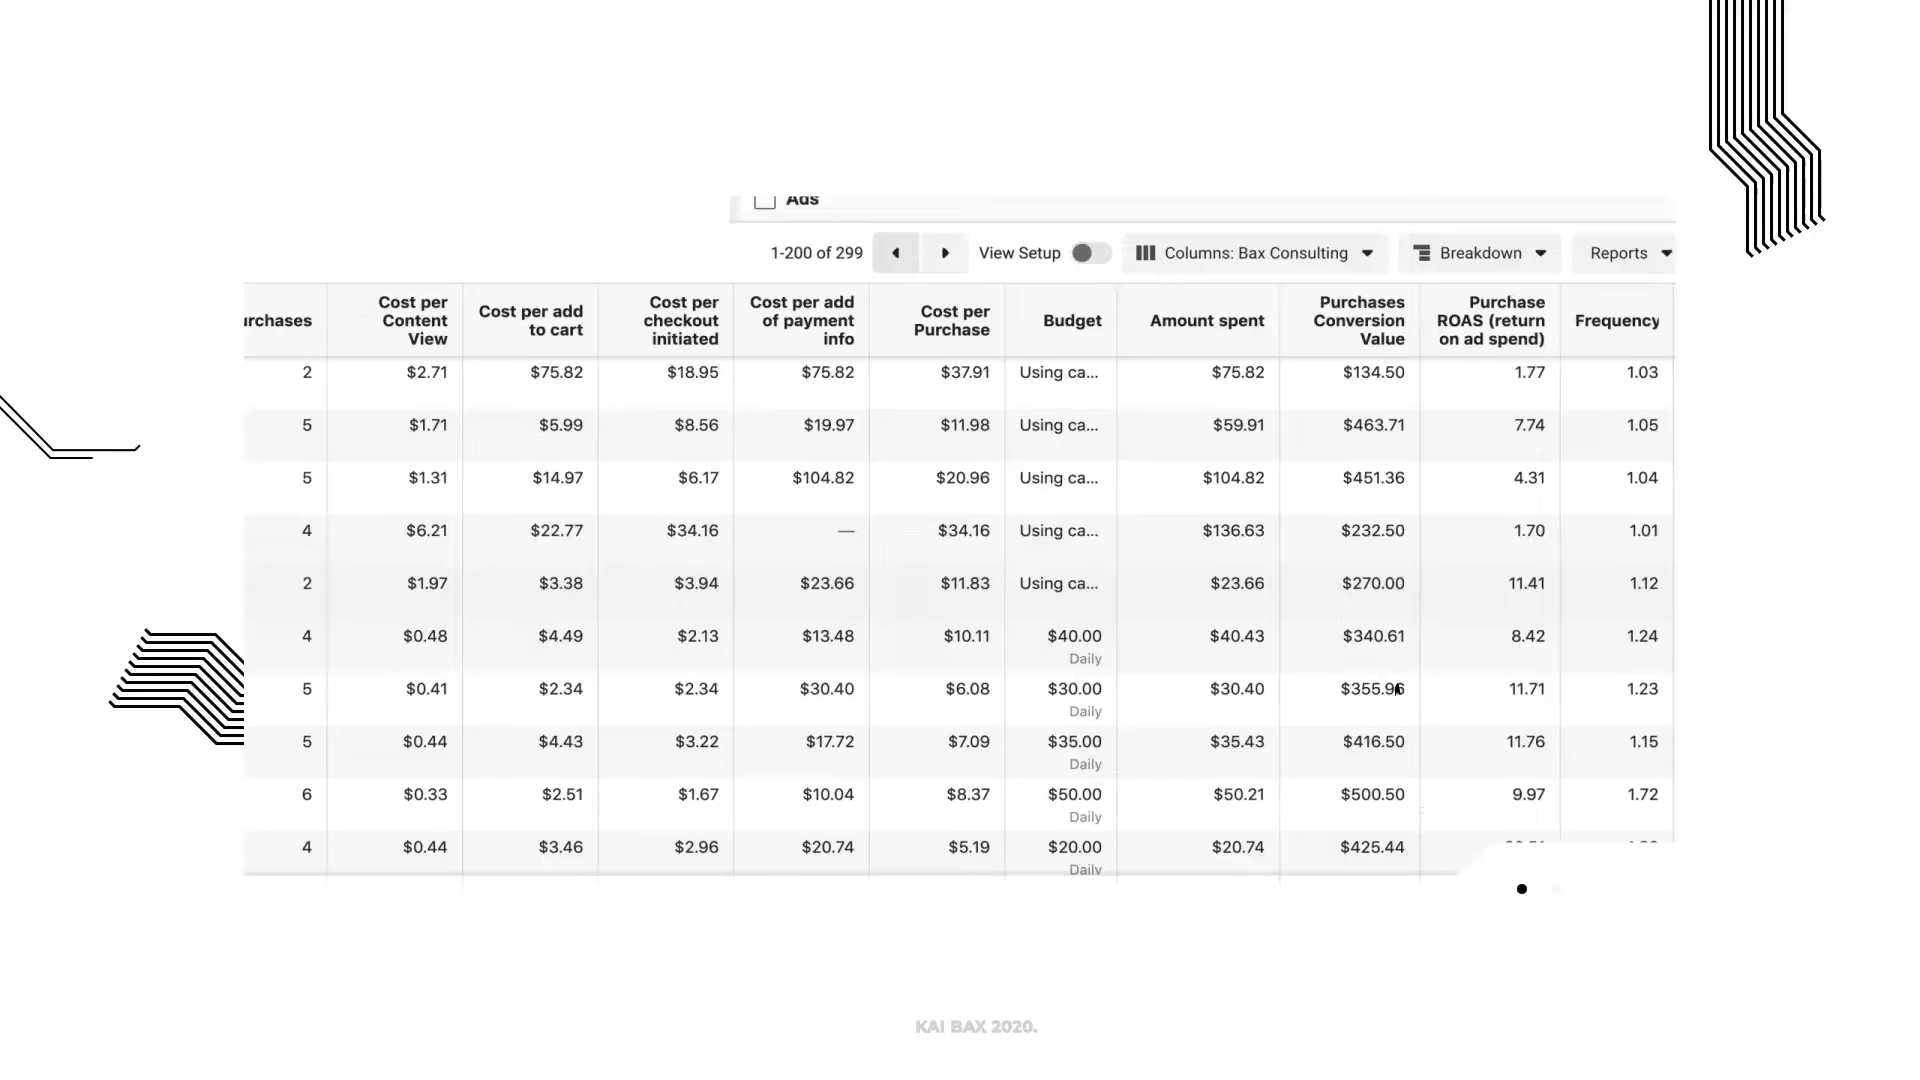 Ads
1-200 of 299 View Setup Columns: Bax Consulting Breakdown Reports
urchases Cost per Content View Cost per add to cart Cost per checkout initiated Cost per add of payment info Cost per Purchase Budget Amount spent Purchases Conversion Value Purchase ROAS (return on ad spend) Frequency
2 $2.71 $75.82 $18.95 $75.82 $37.91 Using ca... $75.82 $134.50 1.77 1.03
5 $1.71 $5.99 $8.56 $19.97 $11.98 Using ca... $59.91 $463.71 7.74 1.05
5 $1.31 $14.97 $6.17 $104.82 $20.96 Using ca... $104.82 $451.36 4.31 1.04
4 $6.21 $22.77 $34.16 — $34.16 Using ca... $136.63 $232.50 1.70 1.01
2 $1.97 $3.38 $3.94 $23.66 $11.83 Using ca... $23.66 $270.00 11.41 1.12
4 $0.48 $4.49 $2.13 $13.48 $10.11 $40.00 $40.43 $340.61 8.42 1.24
Daily
5 $0.41 $2.34 $2.34 $30.40 $6.08 $30.00 $30.40 $355.96 11.71 1.23
Daily
5 $0.44 $4.43 $3.22 $17.72 $7.09 $35.00 $35.43 $416.50 11.76 1.15
Daily
6 $0.33 $2.51 $1.67 $10.04 $8.37 $50.00 $50.21 $500.50 9.97 1.72
Daily
4 $0.44 $3.46 $2.96 $20.74 $5.19 $20.00 $20.74 $425.44
Daily
KAI BAX 2020.